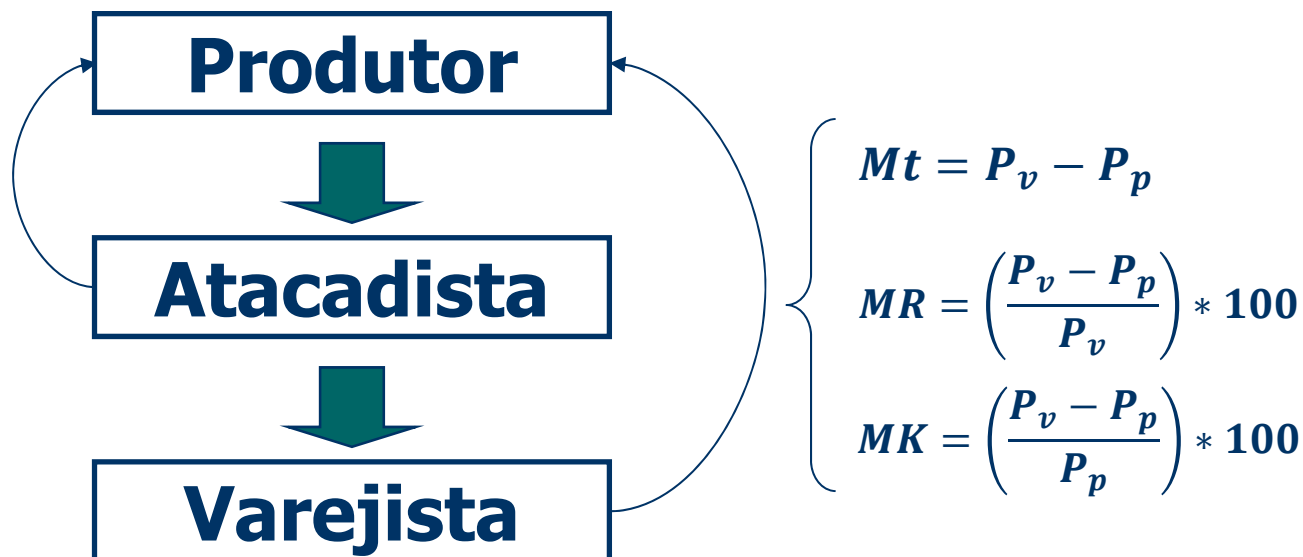 Produtor
Atacadista
Varejista
Mt = P_v − P_p
MR = ((P_v − P_p) / P_v) * 100
MK = ((P_v − P_p) / P_p) * 100